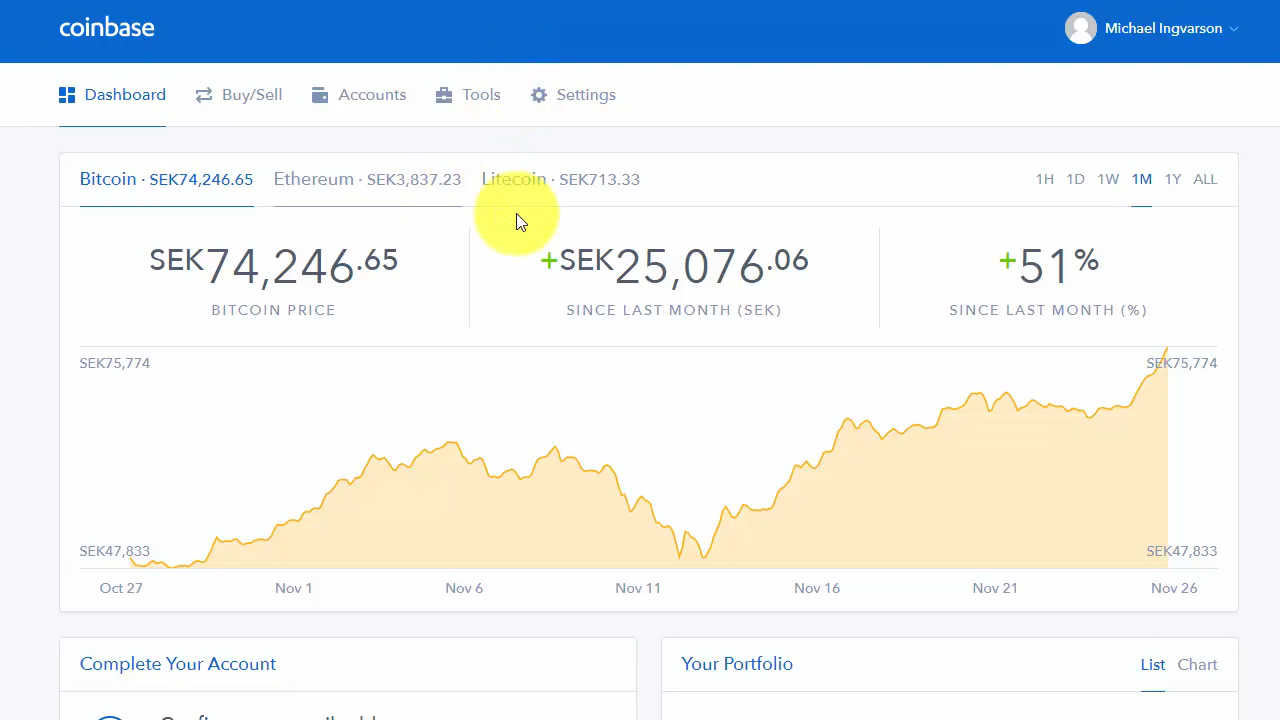 coinbase
Michael Ingvarson
Dashboard Buy/Sell Accounts Tools Settings
Bitcoin · SEK74,246.65 Ethereum · SEK3,837.23 Litecoin · SEK713.33 1H 1D 1W 1M 1Y ALL
SEK74,246.65 +SEK25,076.06 +51%
BITCOIN PRICE SINCE LAST MONTH (SEK) SINCE LAST MONTH (%)
SEK75,774 SEK75,774
SEK47,833 SEK47,833
Oct 27 Nov 1 Nov 6 Nov 11 Nov 16 Nov 21 Nov 26
Complete Your Account
Your Portfolio List Chart